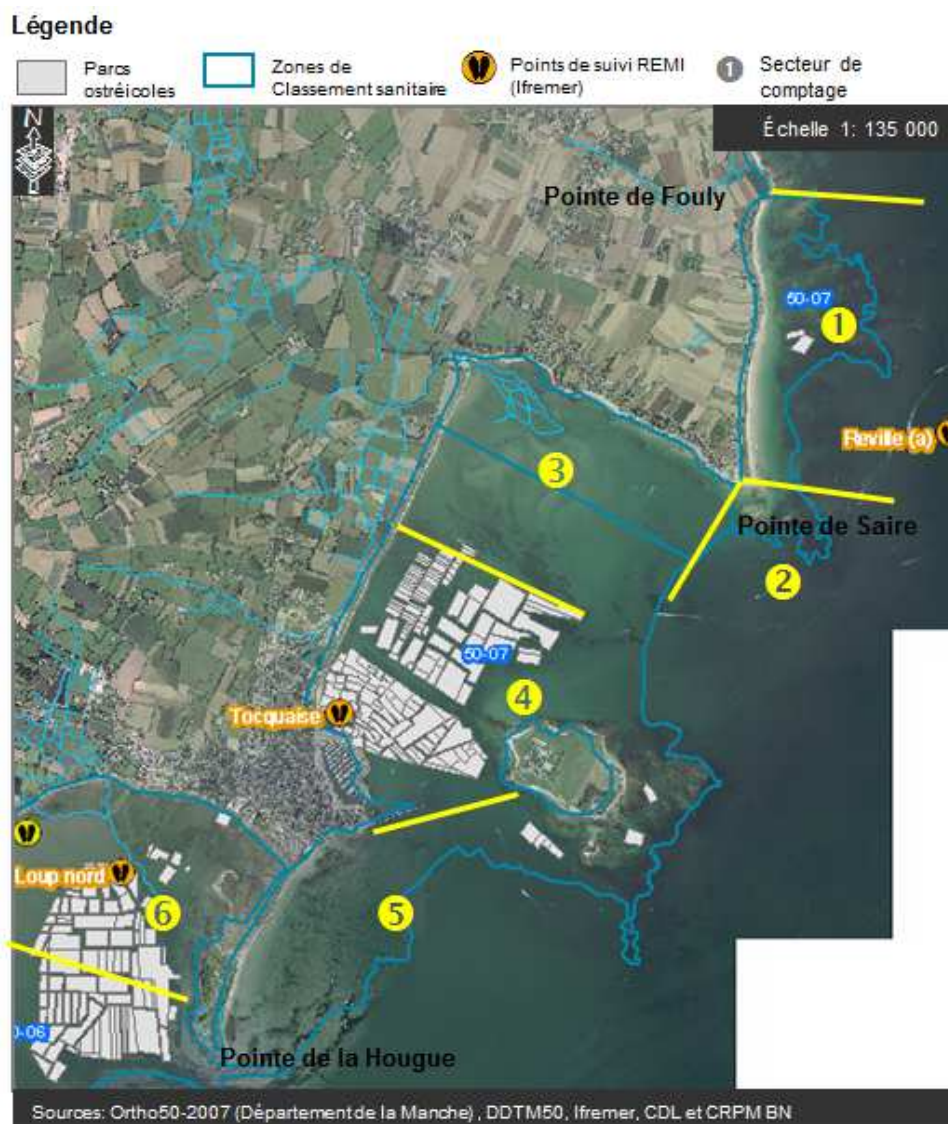 Légende
Parcs
ostréicoles
Zones de
Classement sanitaire
Points de suivi REMI
(Ifremer)
1
Secteur de
comptage
N
Échelle 1: 135 000
Pointe de Fouly
50-07
1
Reville (a)
3
Pointe de Saire
2
50-07
4
Tocquaise
Loup nord
6
5
0-06
Pointe de la Hougue
Sources: Ortho50-2007 (Département de la Manche) , DDTM50, Ifremer, CDL et CRPM BN